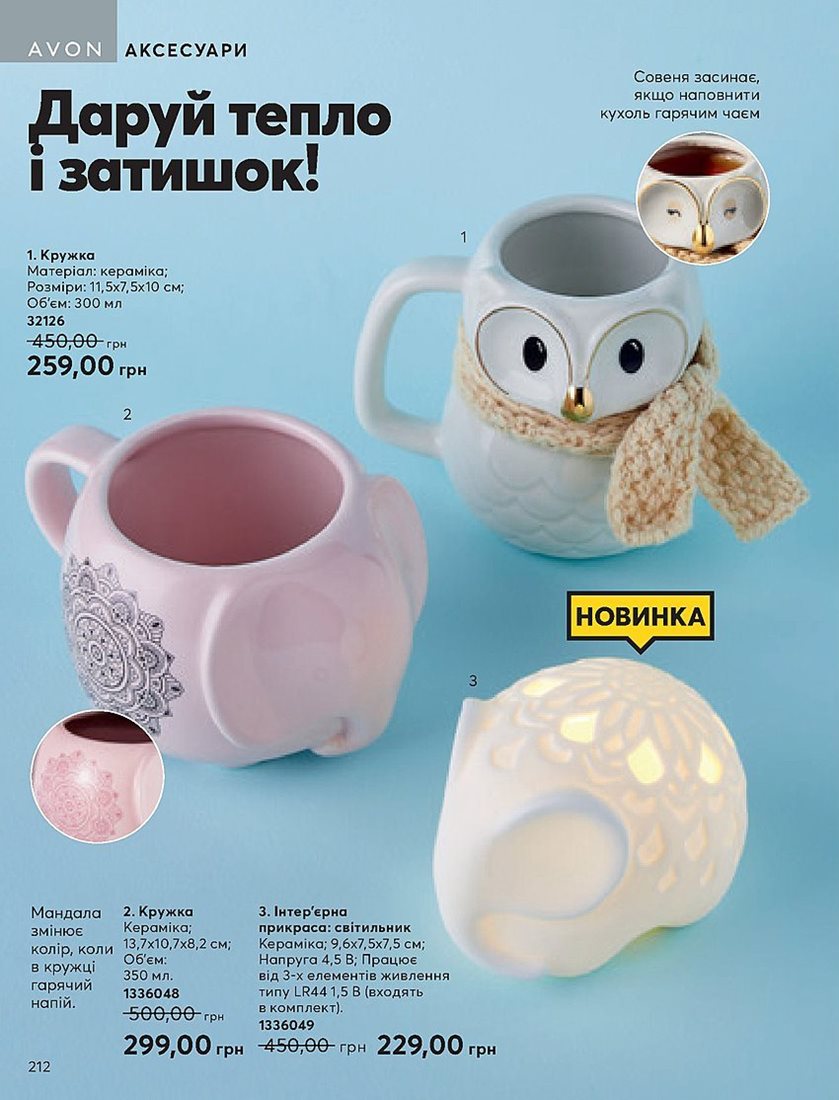 AVON АКСЕСУАРИ
Даруй тепло
і затишок!
Совеня засинає,
якщо наповнити
кухоль гарячим чаєм
1
1. Кружка
Матеріал: кераміка;
Розміри: 11,5х7,5х10 см;
Об'єм: 300 мл
32126
450,00 грн
259,00 грн
2
НОВИНКА
3
Мандала
змінює
колір, коли
в кружці
гарячий
напій.
2. Кружка
Кераміка;
13,7х10,7х8,2 см;
Об'єм:
350 мл.
1336048
500,00 грн
299,00 грн
3. Інтер'єрна
прикраса: світильник
Кераміка; 9,6х7,5х7,5 см;
Напруга 4,5 В; Працює
від 3-х елементів живлення
типу LR44 1,5 В (входять
в комплект).
1336049
450,00 грн 229,00 грн
212